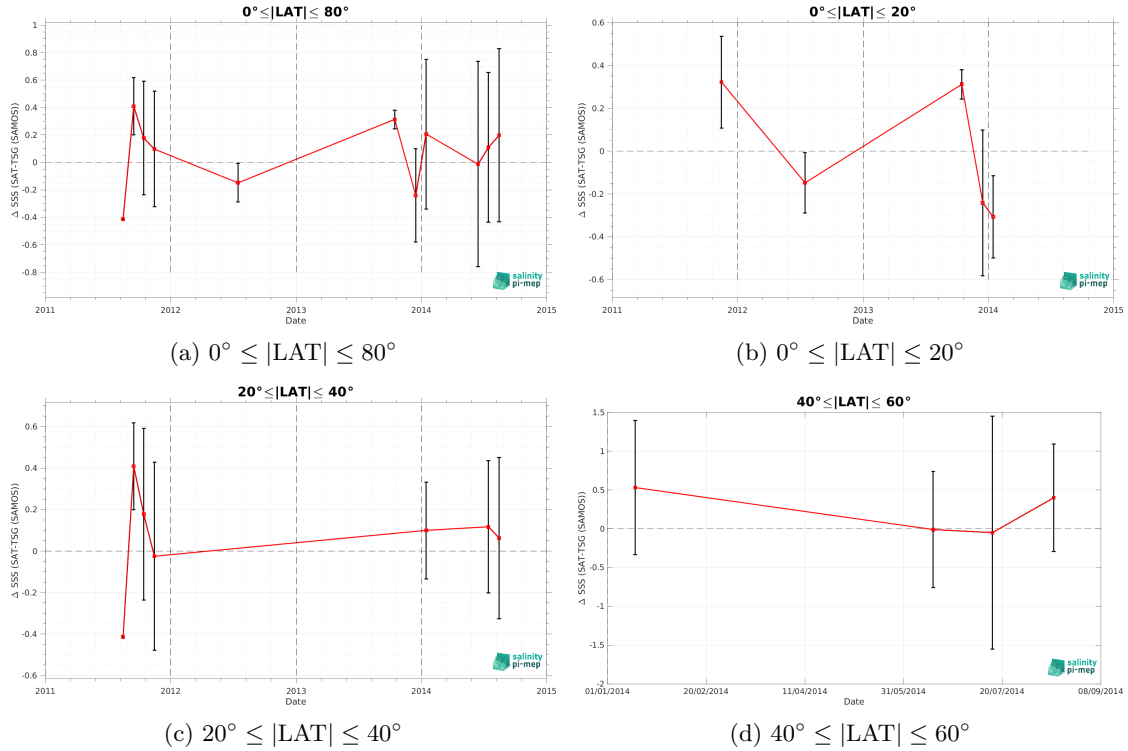 0°≤|LAT|≤ 80°
1
0.8
0.6
0.4
0.2
0
-0.2
-0.4
-0.6
-0.8
Δ SSS (SAT-TSG (SAMOS))
salinity
pi-mep
2011 2012 2013 2014 2015
Date
(a) 0° ≤ |LAT| ≤ 80°
0°≤|LAT|≤ 20°
0.6
0.4
0.2
0
-0.2
-0.4
-0.6
Δ SSS (SAT-TSG (SAMOS))
salinity
pi-mep
2011 2012 2013 2014 2015
Date
(b) 0° ≤ |LAT| ≤ 20°
20°≤|LAT|≤ 40°
0.6
0.4
0.2
0
-0.2
-0.4
-0.6
Δ SSS (SAT-TSG (SAMOS))
salinity
pi-mep
2011 2012 2013 2014 2015
Date
(c) 20° ≤ |LAT| ≤ 40°
40°≤|LAT|≤ 60°
1.5
1
0.5
0
-0.5
-1
-1.5
-2
Δ SSS (SAT-TSG (SAMOS))
salinity
pi-mep
01/01/2014 20/02/2014 11/04/2014 31/05/2014 20/07/2014 08/09/2014
Date
(d) 40° ≤ |LAT| ≤ 60°